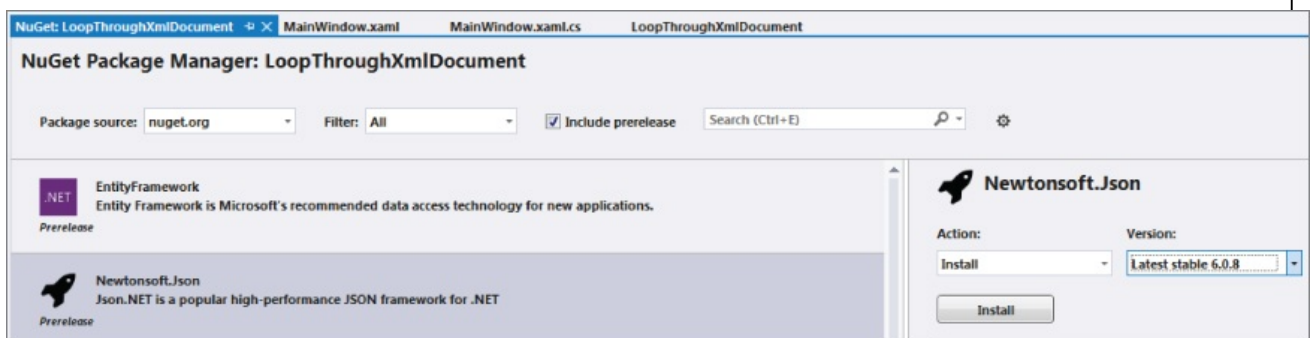 NuGet: LoopThroughXmlDocument MainWindow.xaml MainWindow.xaml.cs LoopThroughXmlDocument
NuGet Package Manager: LoopThroughXmlDocument
Package source: nuget.org Filter: All Include prerelease Search (Ctrl+E)
.NET
EntityFramework
Entity Framework is Microsoft's recommended data access technology for new applications.
Prerelease
Newtonsoft.Json
Json.NET is a popular high-performance JSON framework for .NET
Prerelease
Newtonsoft.Json
Action: Version:
Install Latest stable 6.0.8
Install